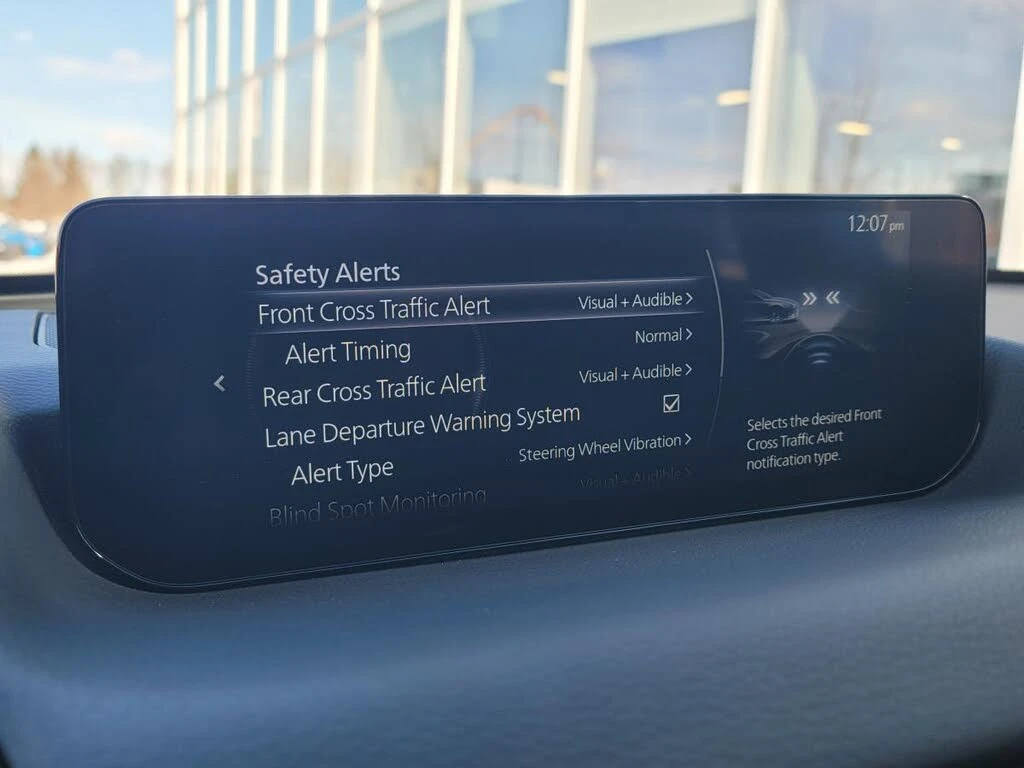 12:07 pm
Safety Alerts
Front Cross Traffic Alert Visual + Audible >
Alert Timing Normal >
Rear Cross Traffic Alert Visual + Audible >
Lane Departure Warning System
Alert Type Steering Wheel Vibration >
Blind Spot Monitoring Visual + Audible >
Selects the desired Front
Cross Traffic Alert
notification type.